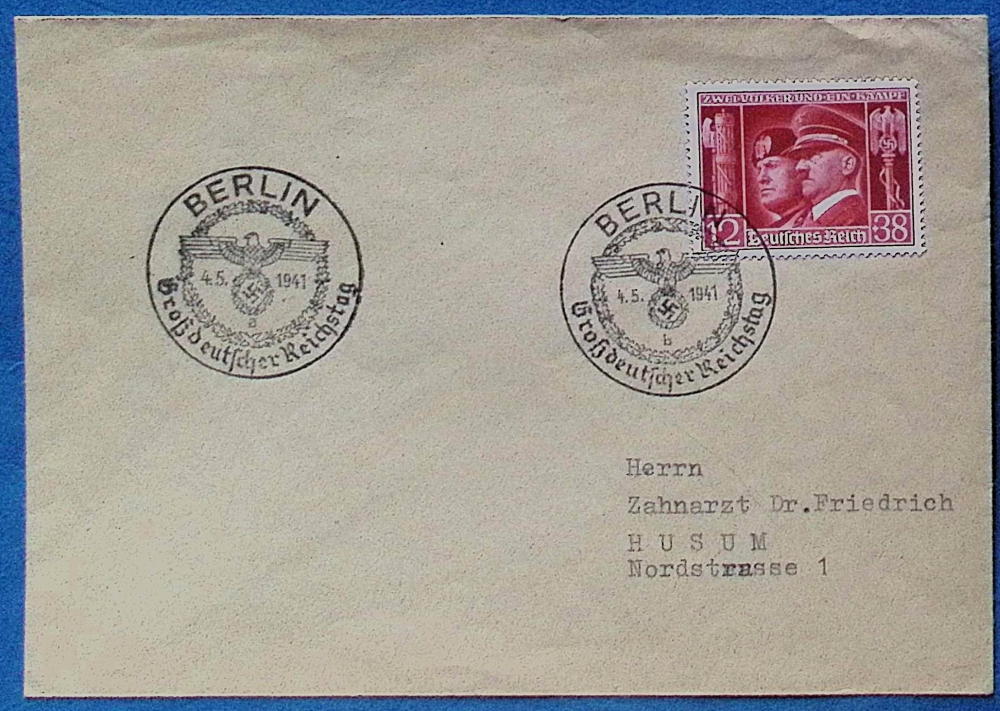 BERLIN
4.5. 1941
a
Großdeutscher Reichstag
BERLIN
4.5. 1941
b
Großdeutscher Reichstag
ZWEI·VÖLKER·UND·EIN·KAMPF
12 Deutsches Reich +38
Herrn
Zahnarzt Dr.Friedrich
H U S U M
Nordstrasse 1